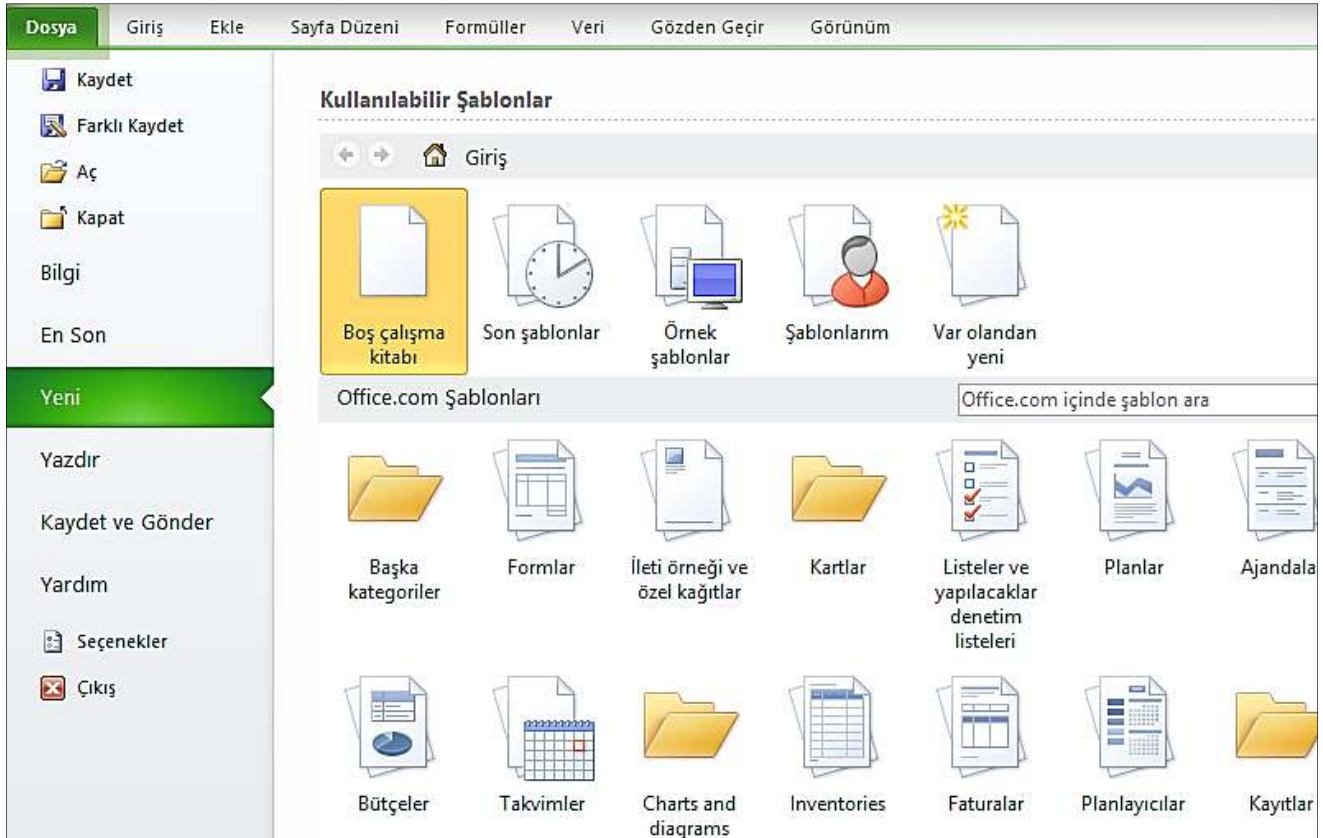 Dosya Giriş Ekle Sayfa Düzeni Formüller Veri Gözden Geçir Görünüm
Kaydet
Farklı Kaydet
Aç
Kapat
Bilgi
En Son
Yeni
Yazdır
Kaydet ve Gönder
Yardım
Seçenekler
Çıkış
Kullanılabilir Şablonlar
Giriş
Boş çalışma
kitabı
Son şablonlar
Örnek
şablonlar
Şablonlarım
Var olandan
yeni
Office.com Şablonları
Office.com içinde şablon ara
Başka
kategoriler
Formlar
İleti örneği ve
özel kağıtlar
Kartlar
Listeler ve
yapılacaklar
denetim
listeleri
Planlar
Ajandala
Bütçeler
Takvimler
Charts and
diagrams
Inventories
Faturalar
Planlayıcılar
Kayıtlar